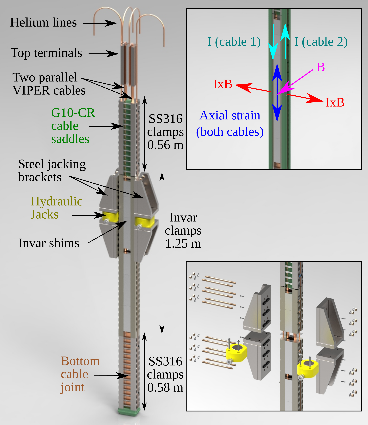 Helium lines
Top terminals
Two parallel
VIPER cables
G10-CR
cable
saddles
SS316
clamps
0.56 m
Steel jacking
brackets
Hydraulic
Jacks
Invar
clamps
1.25 m
Invar shims
Bottom
cable
joint
SS316
clamps
0.58 m
I (cable 1)
I (cable 2)
B
IxB
IxB
Axial strain
(both cables)